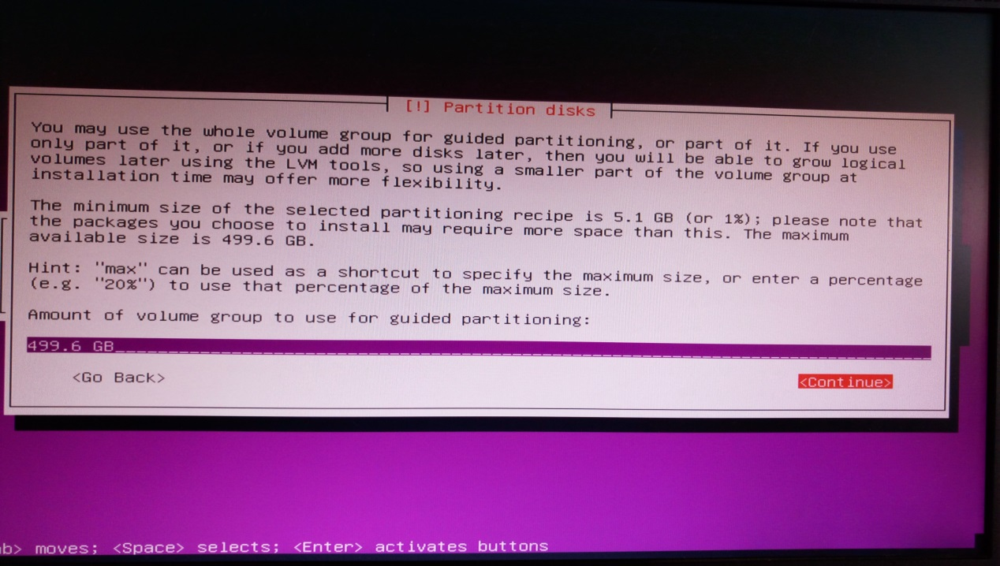 [!] Partition disks
You may use the whole volume group for guided partitioning, or part of it. If you use
only part of it, or if you add more disks later, then you will be able to grow logical
volumes later using the LVM tools, so using a smaller part of the volume group at
installation time may offer more flexibility.
The minimum size of the selected partitioning recipe is 5.1 GB (or 1%); please note that
the packages you choose to install may require more space than this. The maximum
available size is 499.6 GB.
Hint: "max" can be used as a shortcut to specify the maximum size, or enter a percentage
(e.g. "20%") to use that percentage of the maximum size.
Amount of volume group to use for guided partitioning:
499.6 GB
<Go Back> <Continue>
ab> moves; <Space> selects; <Enter> activates buttons